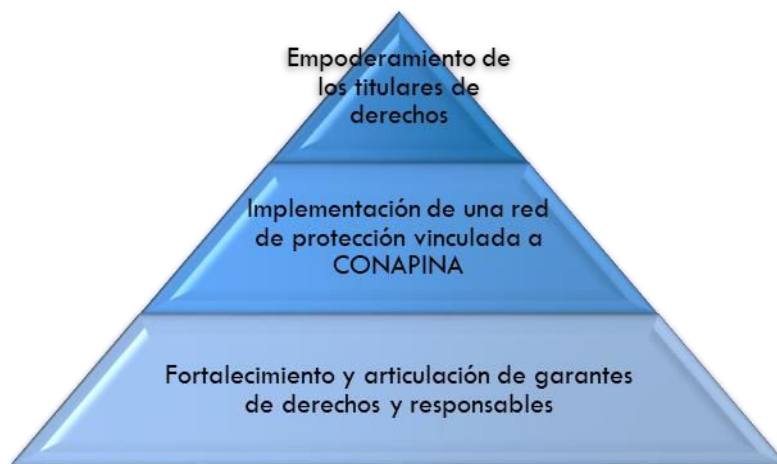 Empoderamiento de
los titulares de
derechos
Implementación de una red
de protección vinculada a
CONAPINA
Fortalecimiento y articulación de garantes
de derechos y responsables